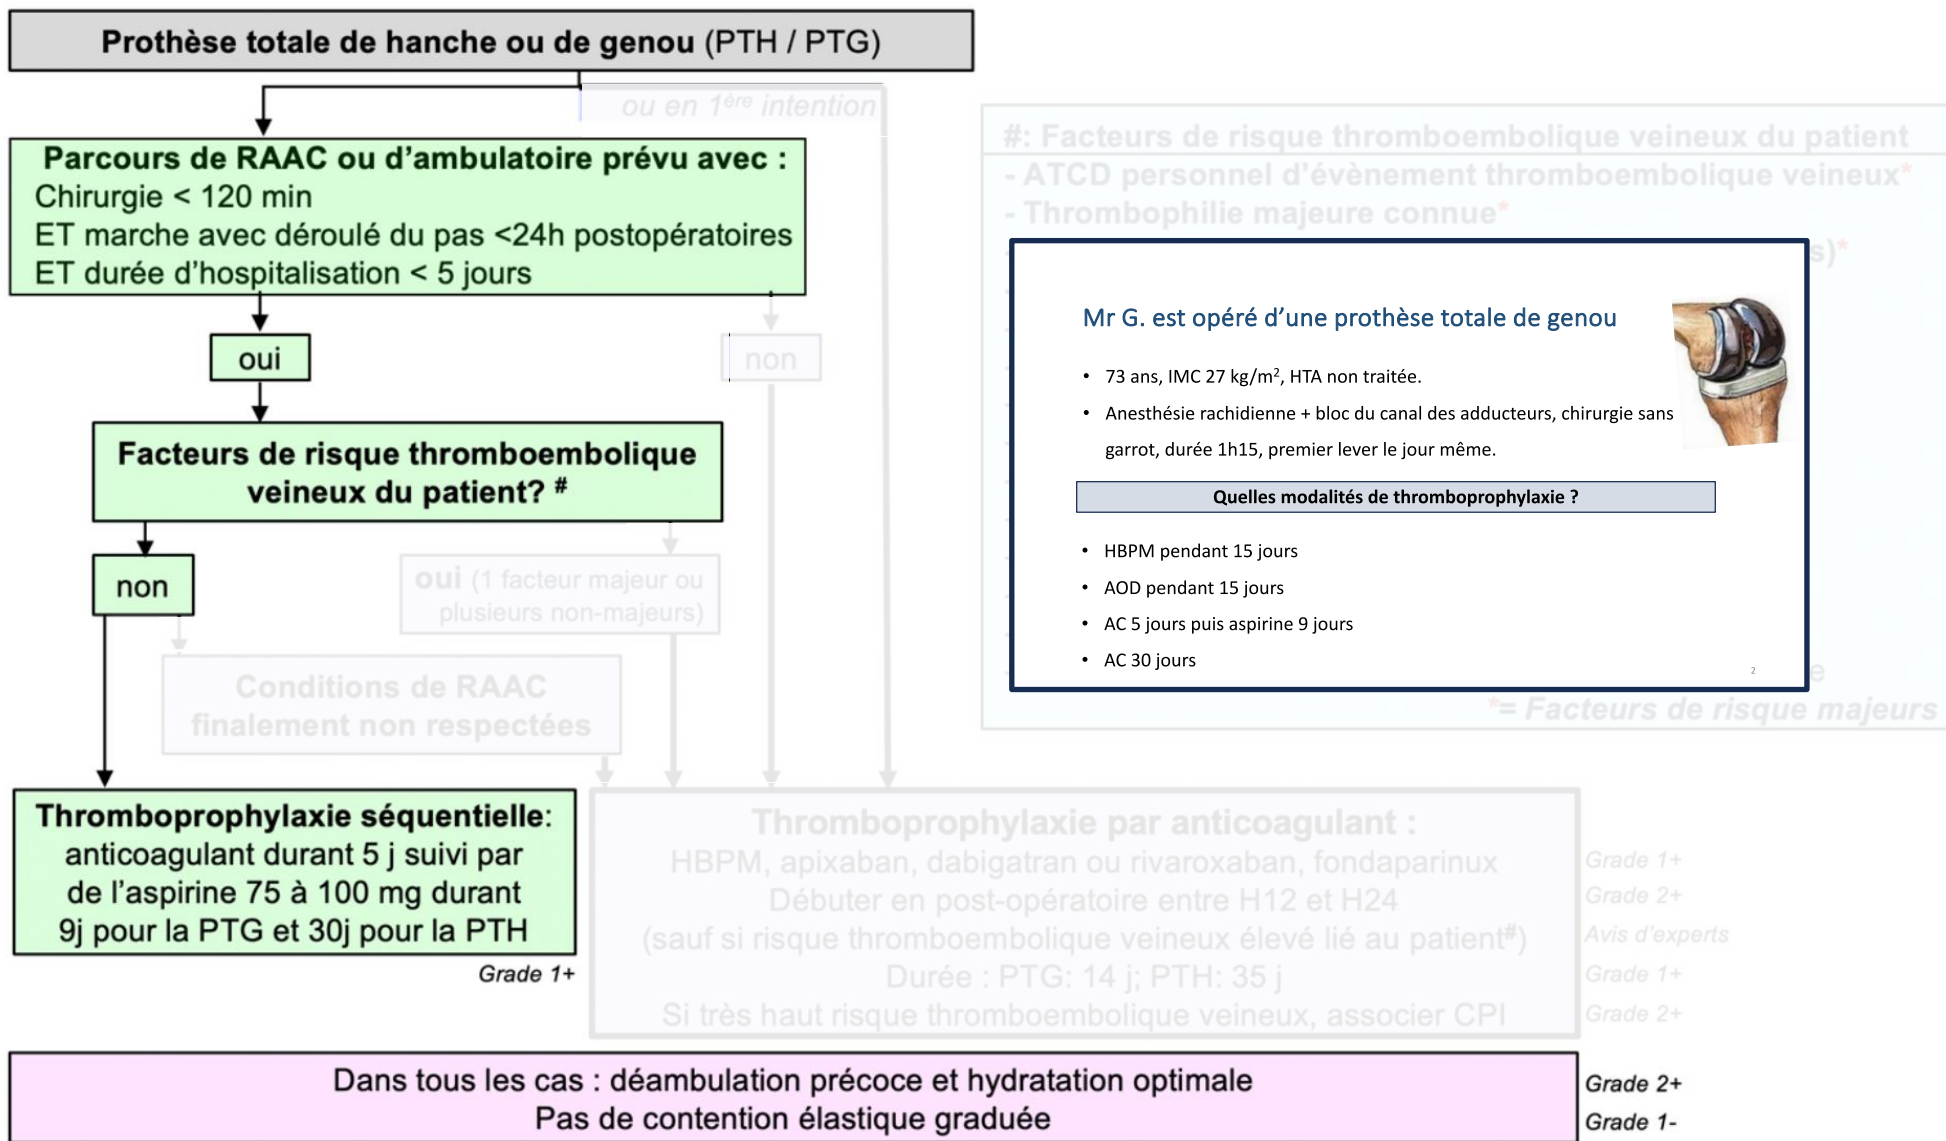 Prothèse totale de hanche ou de genou (PTH / PTG)
ou en 1ère intention
Parcours de RAAC ou d'ambulatoire prévu avec :
Chirurgie < 120 min
ET marche avec déroulé du pas <24h postopératoires
ET durée d'hospitalisation < 5 jours
oui
non
Facteurs de risque thromboembolique
veineux du patient? #
non
oui (1 facteur majeur ou
plusieurs non-majeurs)
Conditions de RAAC
finalement non respectées
Thromboprophylaxie séquentielle:
anticoagulant durant 5 j suivi par
de l'aspirine 75 à 100 mg durant
9j pour la PTG et 30j pour la PTH
Grade 1+
Thromboprophylaxie par anticoagulant :
HBPM, apixaban, dabigatran ou rivaroxaban, fondaparinux
Grade 1+
Débuter en post-opératoire entre H12 et H24
Grade 2+
(sauf si risque thromboembolique veineux élevé lié au patient#)
Avis d'experts
Durée : PTG: 14 j; PTH: 35 j
Grade 1+
Si très haut risque thromboembolique veineux, associer CPI
Grade 2+
Dans tous les cas : déambulation précoce et hydratation optimale
Grade 2+
Pas de contention élastique graduée
Grade 1-
#: Facteurs de risque thromboembolique veineux du patient
- ATCD personnel d'évènement thromboembolique veineux*
- Thrombophilie majeure connue*
s)*
Mr G. est opéré d'une prothèse totale de genou
• 73 ans, IMC 27 kg/m², HTA non traitée.
• Anesthésie rachidienne + bloc du canal des adducteurs, chirurgie sans
garrot, durée 1h15, premier lever le jour même.
Quelles modalités de thromboprophylaxie ?
• HBPM pendant 15 jours
• AOD pendant 15 jours
• AC 5 jours puis aspirine 9 jours
• AC 30 jours
2
e
*= Facteurs de risque majeurs